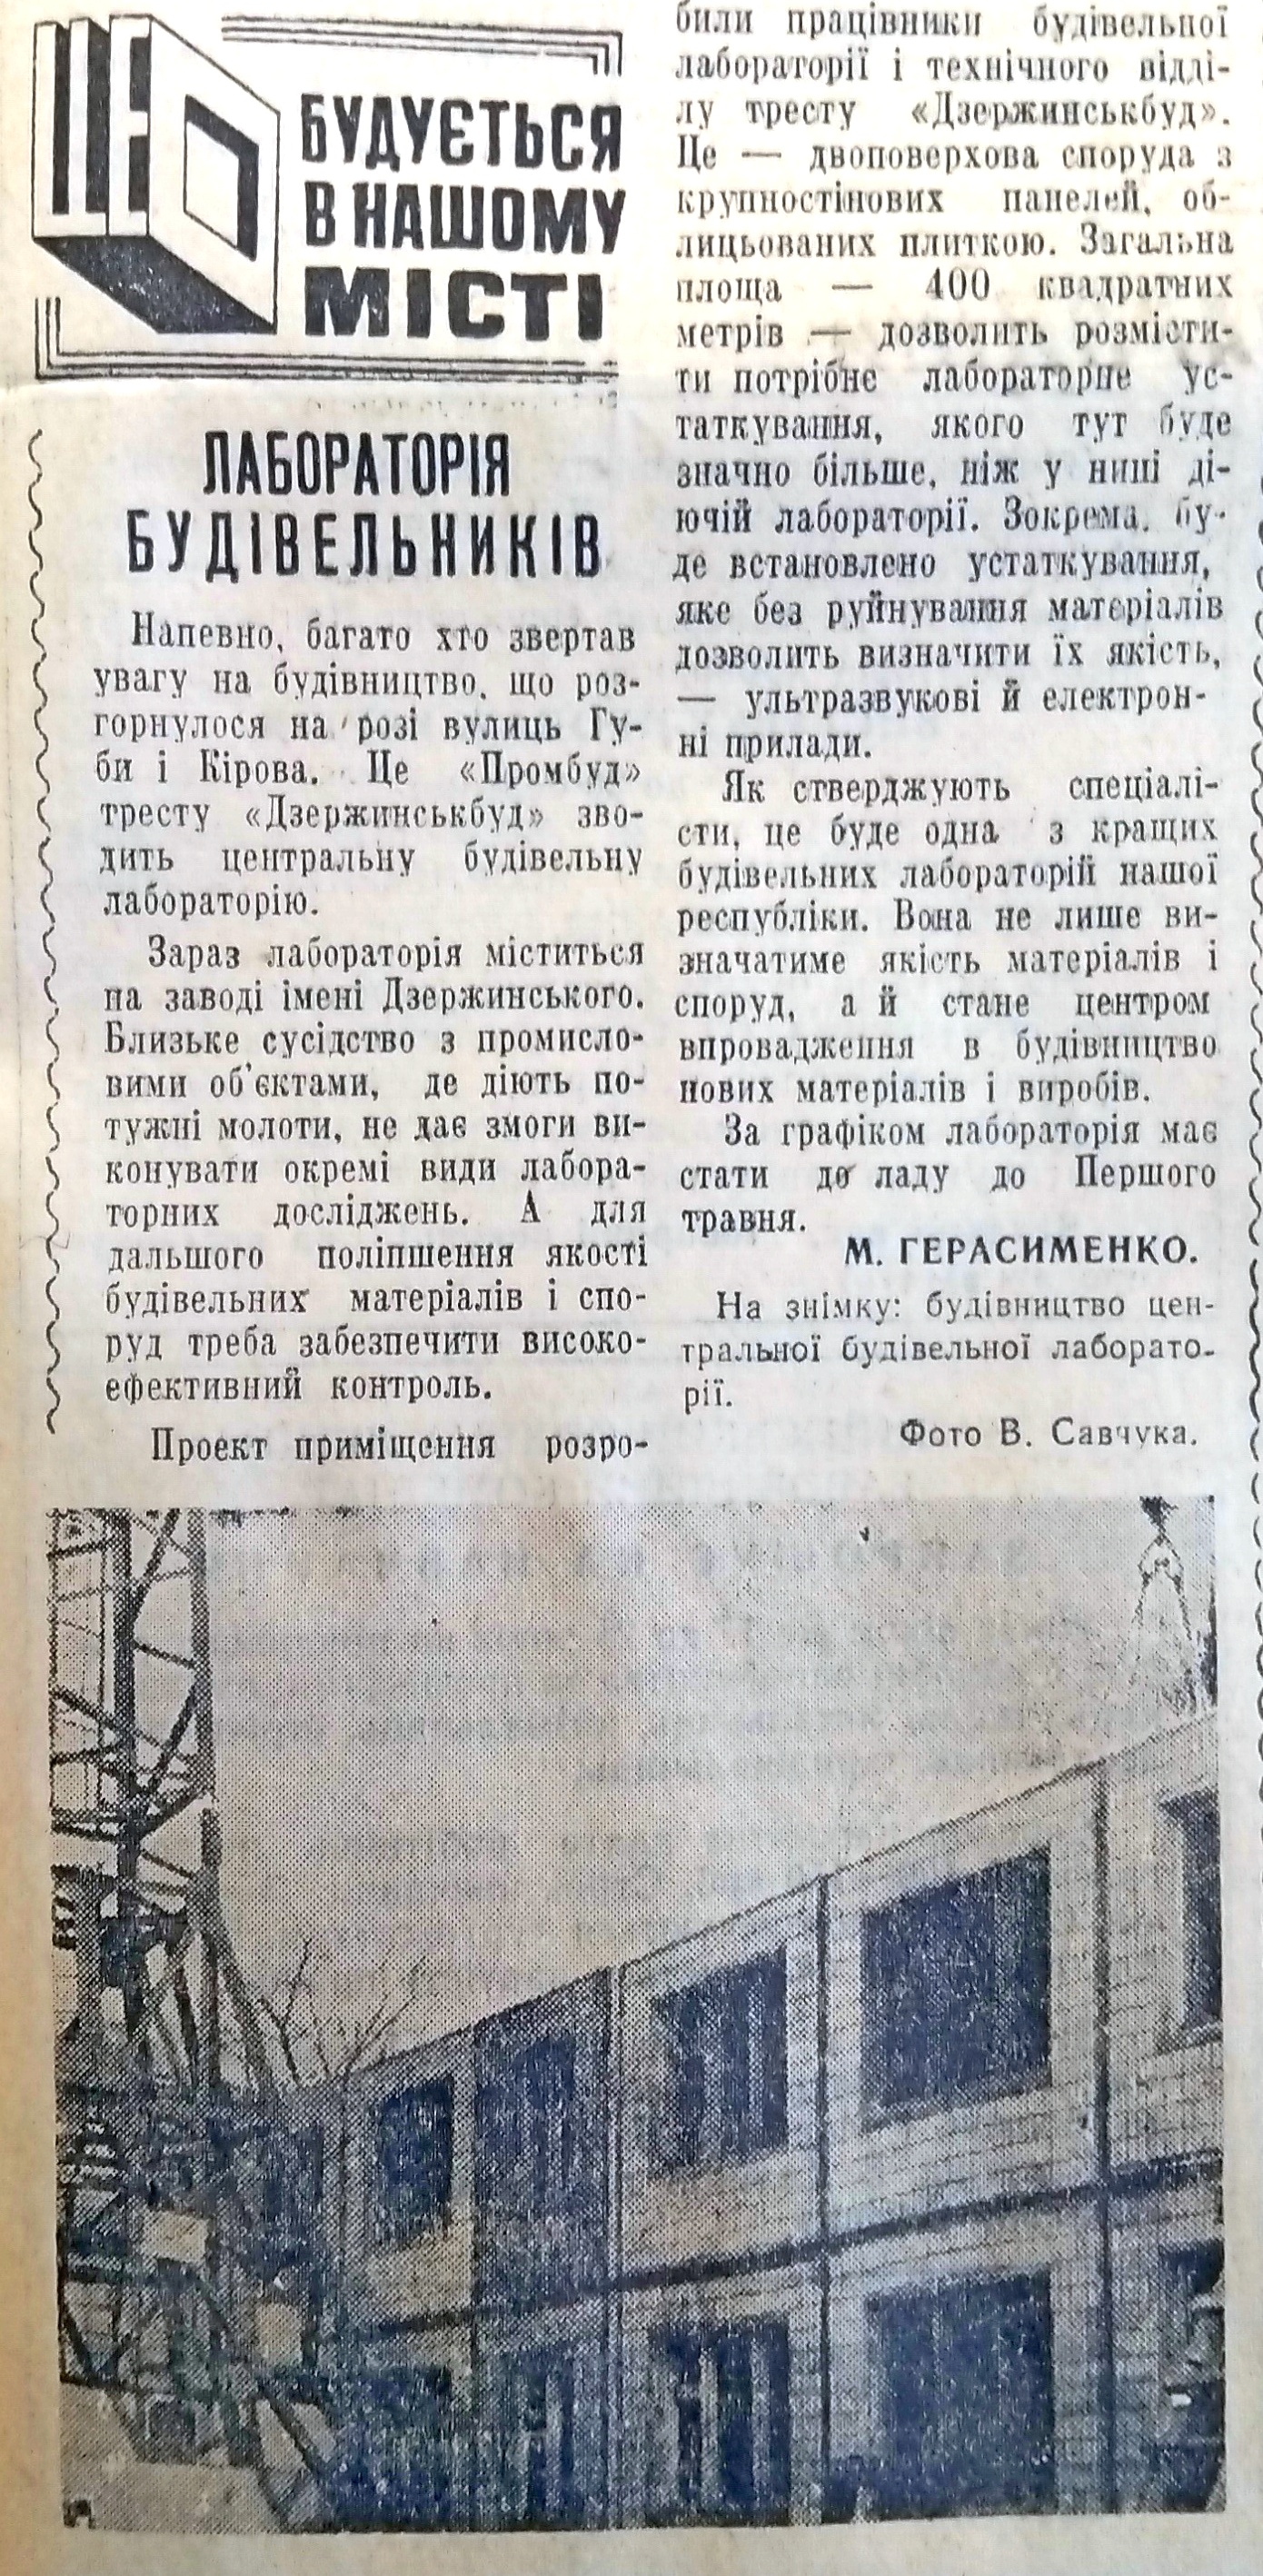 ЦЕ
БУДУЄТЬСЯ
В НАШОМУ
МІСТІ
ЛАБОРАТОРІЯ
БУДІВЕЛЬНИКІВ
Напевно, багато хто звертав
увагу на будівництво, що роз-
горнулося на розі вулиць Гу-
би і Кірова. Це «Промбуд»
тресту «Дзержинськбуд» зво-
дить центральну будівельну
лабораторію.
Зараз лабораторія міститься
на заводі імені Дзержинського.
Близьке сусідство з промисло-
вими об'єктами, де діють по-
тужні молоти, не дає змоги ви-
конувати окремі види лабора-
торних досліджень. А для
дальшого поліпшення якості
будівельних матеріалів і спо-
руд треба забезпечити високо-
ефективний контроль.
Проект приміщення розро-
били працівники будівельної
лабораторії і технічного відді-
лу тресту «Дзержинськбуд».
Це — двоповерхова споруда з
крупностінових панелей, об-
лицьованих плиткою. Загальна
площа — 400 квадратних
метрів — дозволить розмісти-
ти потрібне лабораторне ус-
таткування, якого тут буде
значно більше, ніж у нині ді-
ючій лабораторії. Зокрема, бу-
де встановлено устаткування,
яке без руйнування матеріалів
дозволить визначити їх якість,
— ультразвукові й електрон-
ні прилади.
Як стверджують спеціалі-
сти, це буде одна з кращих
будівельних лабораторій нашої
республіки. Вона не лише ви-
значатиме якість матеріалів і
споруд, а й стане центром
впровадження в будівництво
нових матеріалів і виробів.
За графіком лабораторія має
стати до ладу до Першого
травня.
М. ГЕРАСИМЕНКО.
На знімку: будівництво цен-
тральної будівельної лаборато-
рії.
Фото В. Савчука.